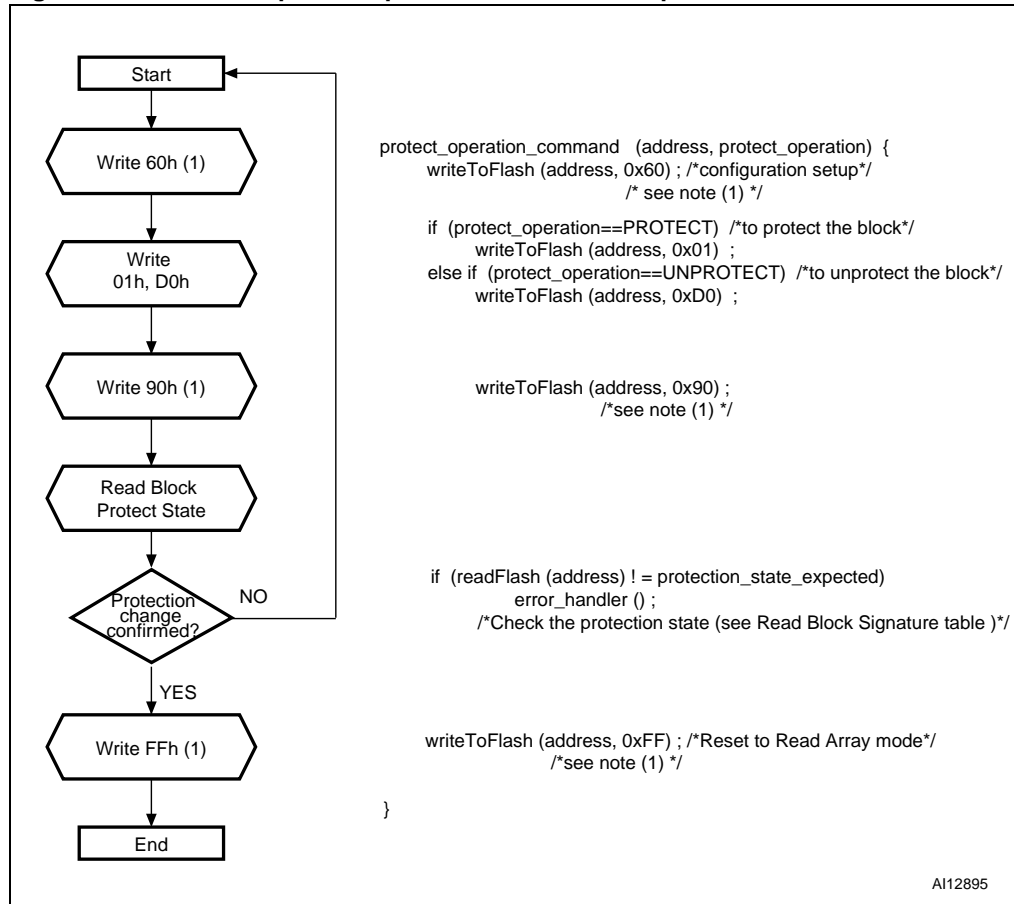 Start
Write 60h (1)
Write
01h, D0h
Write 90h (1)
Read Block
Protect State
Protection
change
confirmed?
NO
YES
Write FFh (1)
End
protect_operation_command (address, protect_operation) {
writeToFlash (address, 0x60) ; /*configuration setup*/
/* see note (1) */
if (protect_operation==PROTECT) /*to protect the block*/
writeToFlash (address, 0x01) ;
else if (protect_operation==UNPROTECT) /*to unprotect the block*/
writeToFlash (address, 0xD0) ;
writeToFlash (address, 0x90) ;
/*see note (1) */
if (readFlash (address) ! = protection_state_expected)
error_handler () ;
/*Check the protection state (see Read Block Signature table )*/
writeToFlash (address, 0xFF) ; /*Reset to Read Array mode*/
/*see note (1) */
}
AI12895